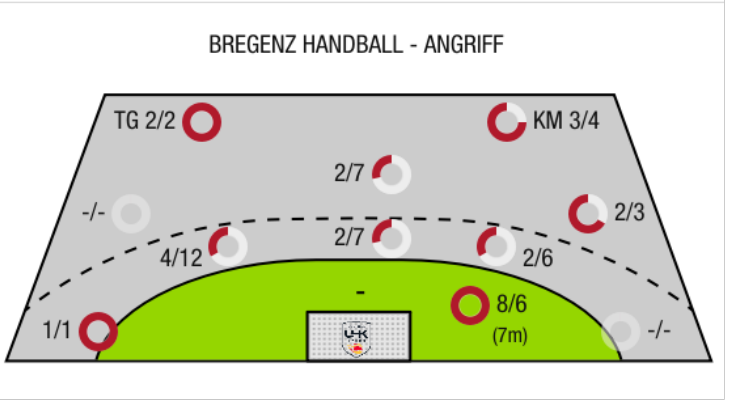 BREGENZ HANDBALL - ANGRIFF
TG 2/2
KM 3/4
2/7
-/-
2/3
2/7
4/12
2/6
-
8/6
(7m)
1/1
-/-
UHK